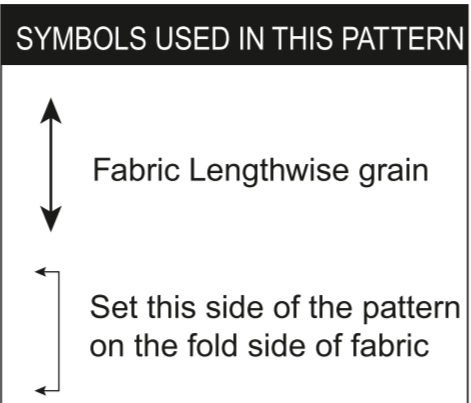 SYMBOLS USED IN THIS PATTERN
Fabric Lengthwise grain
Set this side of the pattern
on the fold side of fabric